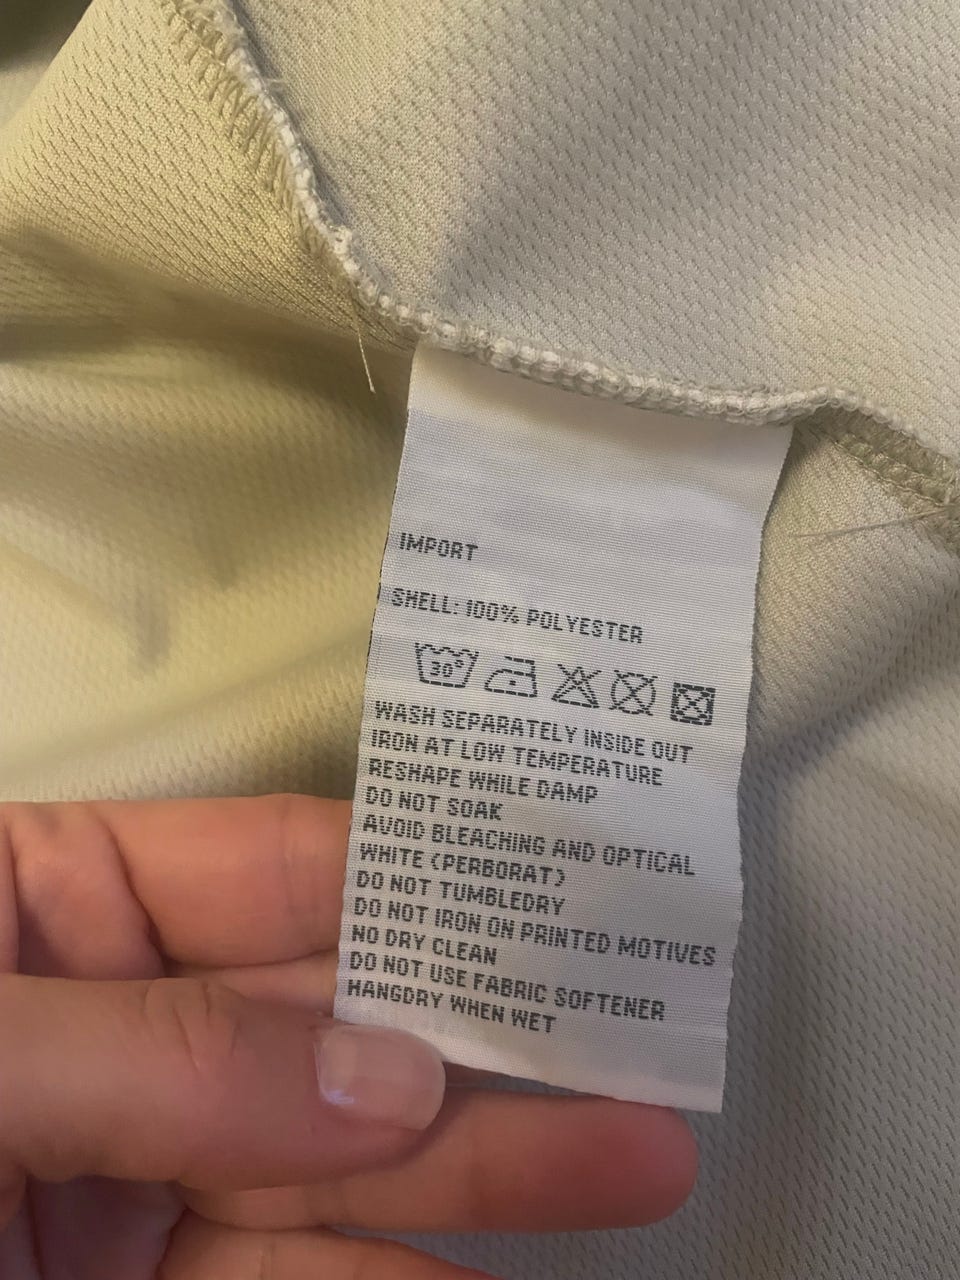 IMPORT
SHELL: 100% POLYESTER
30°
WASH SEPARATELY INSIDE OUT
IRON AT LOW TEMPERATURE
RESHAPE WHILE DAMP
DO NOT SOAK
AVOID BLEACHING AND OPTICAL
WHITE (PERBORAT)
DO NOT TUMBLEDRY
DO NOT IRON ON PRINTED MOTIVES
NO DRY CLEAN
DO NOT USE FABRIC SOFTENER
HANGDRY WHEN WET